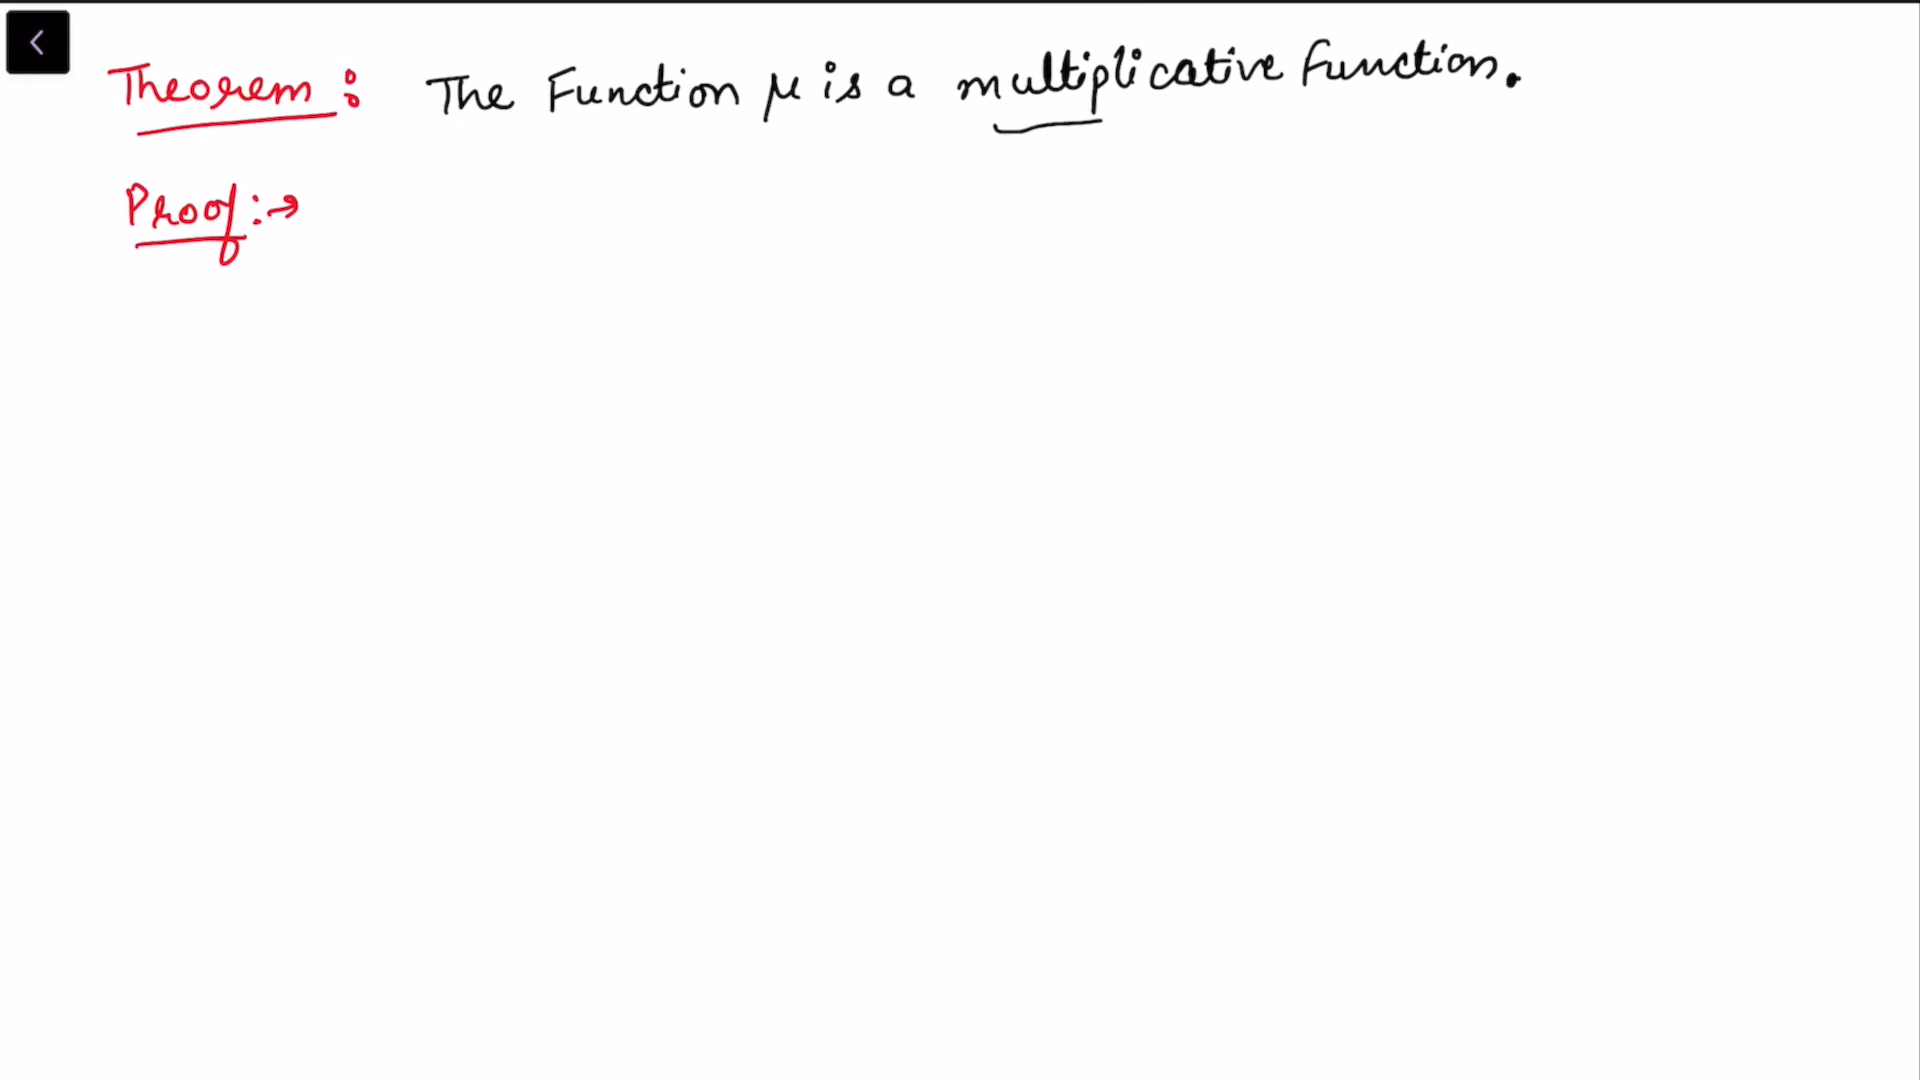 Theorem: The Function μ is a multiplicative function.
Proof:→